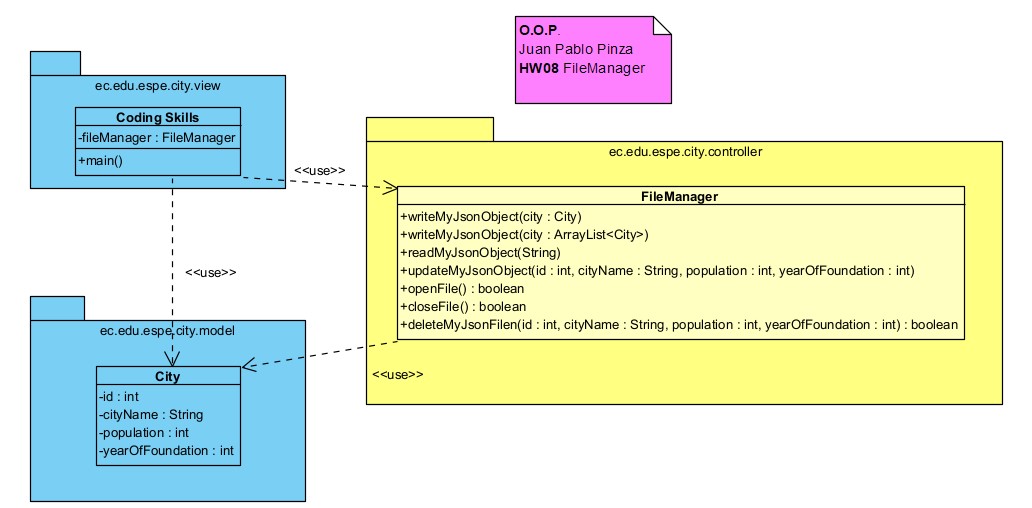 O.O.P.
Juan Pablo Pinza
HW08 FileManager
ec.edu.espe.city.view
Coding Skills
-fileManager : FileManager
+main()
<<use>>
ec.edu.espe.city.controller
FileManager
+writeMyJsonObject(city : City)
+writeMyJsonObject(city : ArrayList<City>)
+readMyJsonObject(String)
+updateMyJsonObject(id : int, cityName : String, population : int, yearOfFoundation : int)
+openFile() : boolean
+closeFile() : boolean
+deleteMyJsonFilen(id : int, cityName : String, population : int, yearOfFoundation : int) : boolean
<<use>>
<<use>>
ec.edu.espe.city.model
City
-id : int
-cityName : String
-population : int
-yearOfFoundation : int